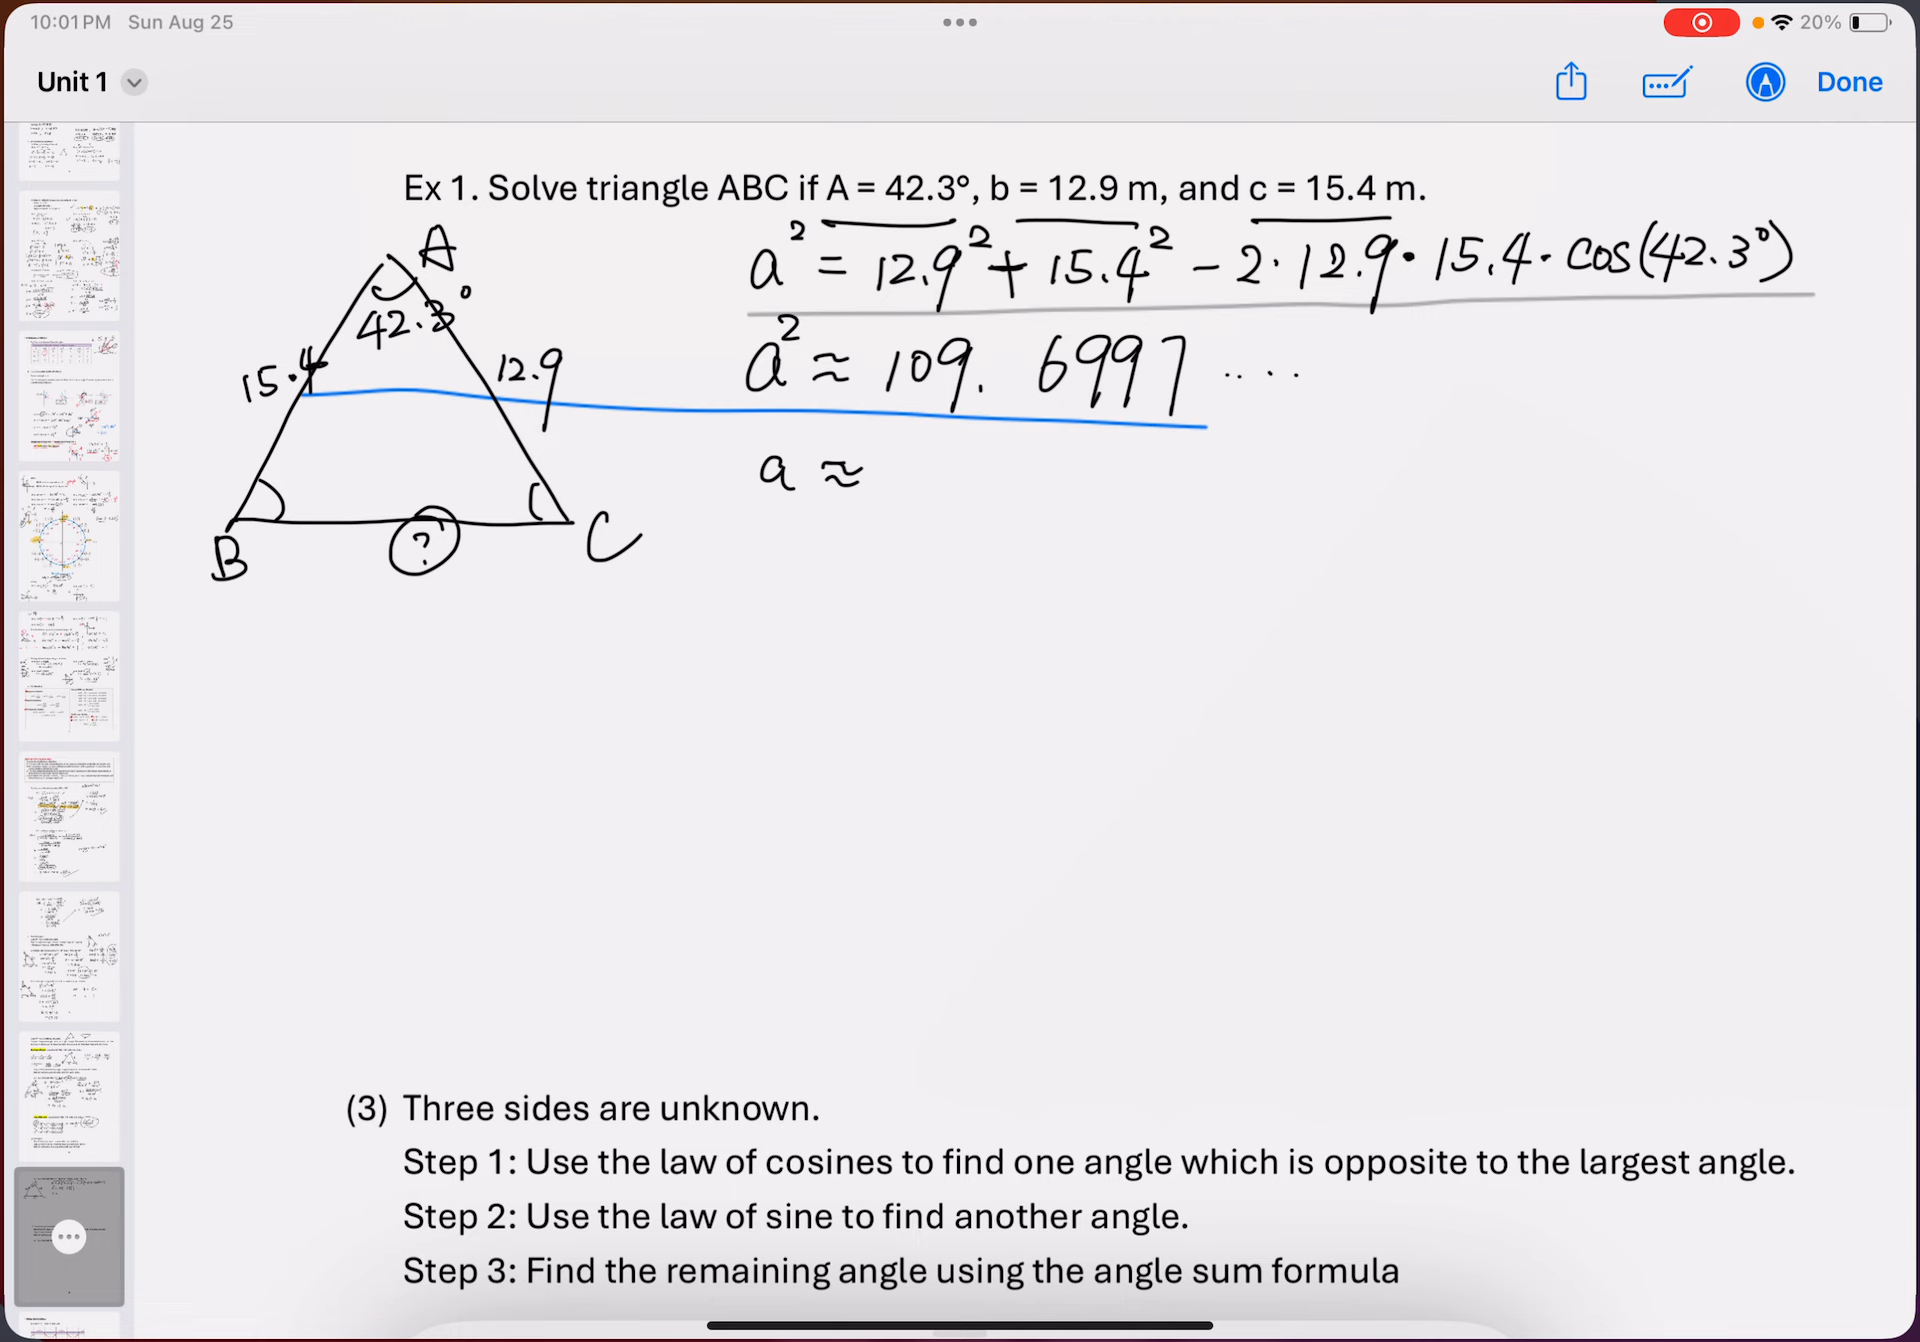 10:01 PM Sun Aug 25
20%
Unit 1
Done
Ex 1. Solve triangle ABC if A = 42.3º, b = 12.9 m, and c = 15.4 m.
a² = 12.9² + 15.4² − 2·12.9·15.4·cos(42.3°)
a² ≈ 109.6997 ....
a ≈
A
42.3°
15.4
12.9
B
?
C
(3) Three sides are unknown.
Step 1: Use the law of cosines to find one angle which is opposite to the largest angle.
Step 2: Use the law of sine to find another angle.
Step 3: Find the remaining angle using the angle sum formula